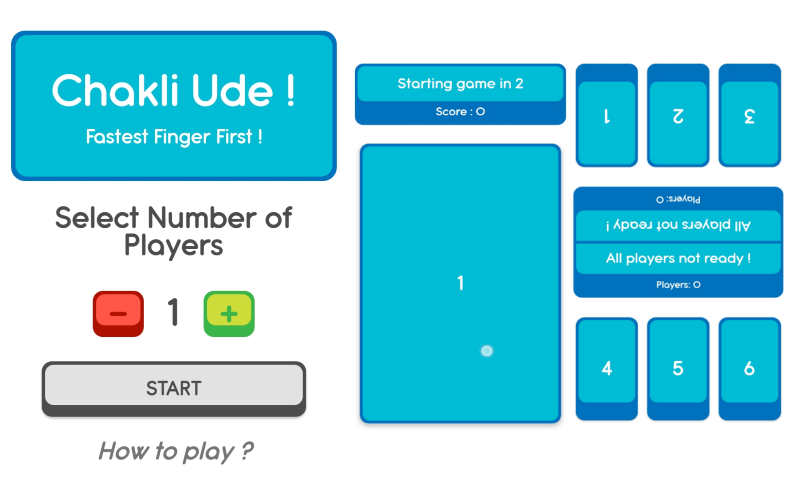 Chakli Ude !
Fastest Finger First !
Select Number of
Players
−
1
+
START
How to play ?
Starting game in 2
Score : 0
1
1
2
3
Players: 0
All players not ready !
All players not ready !
Players: 0
4
5
6